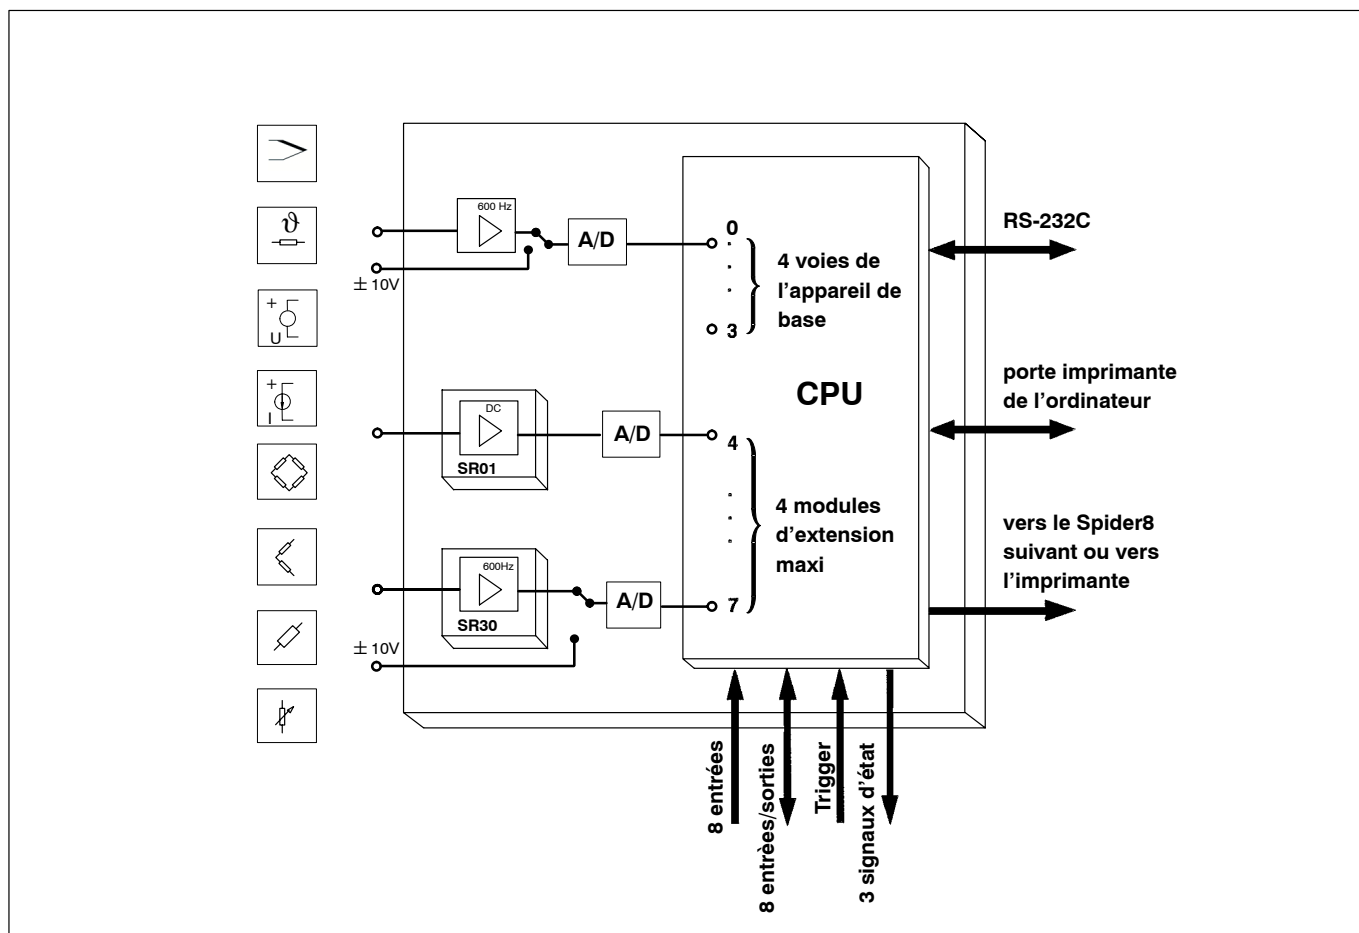 ϑ
+
U
+
I
600 Hz
± 10V
A/D
0
3
4 voies de
l'appareil de
base
CPU
DC
SR01
A/D
4
4 modules
d'extension
maxi
600Hz
SR30
± 10V
A/D
7
RS-232C
porte imprimante
de l'ordinateur
vers le Spider8
suivant ou vers
l'imprimante
8 entrées
8 entrèes/sorties
Trigger
3 signaux d'état